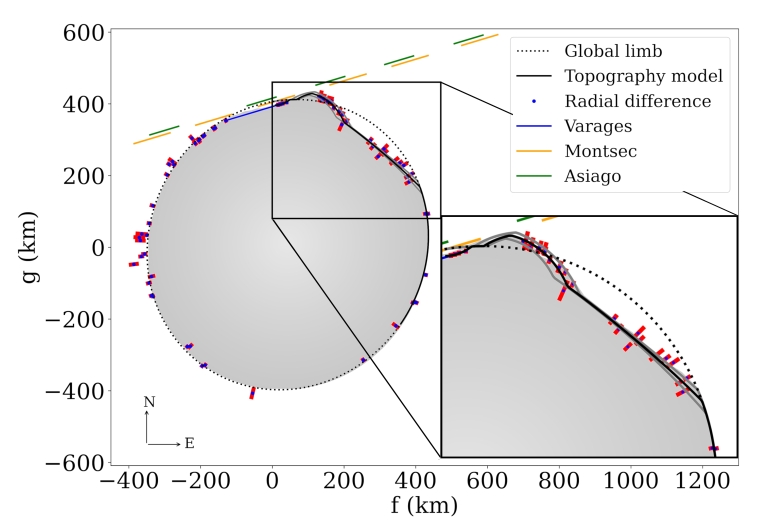 600
400
200
0
−200
−400
−600
g (km)
Global limb
Topography model
Radial difference
Varages
Montsec
Asiago
N
E
−400 −200 0 200 400 600 800 1000 1200
f (km)